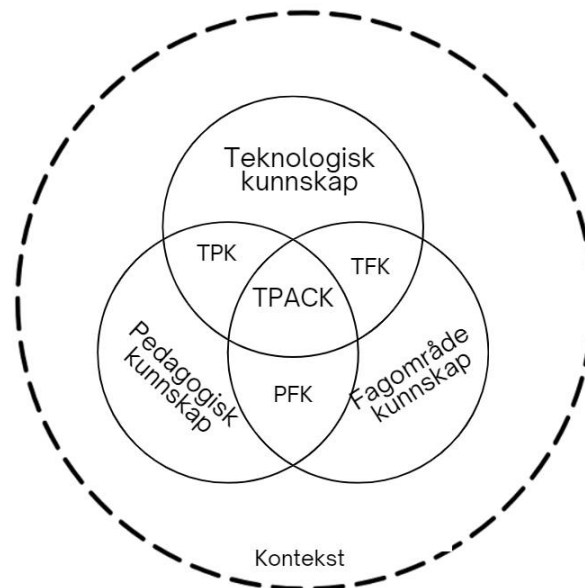 Teknologisk
kunnskap
TPK
TFK
TPACK
Pedagogisk
kunnskap
PFK
Fagområde
kunnskap
Kontekst